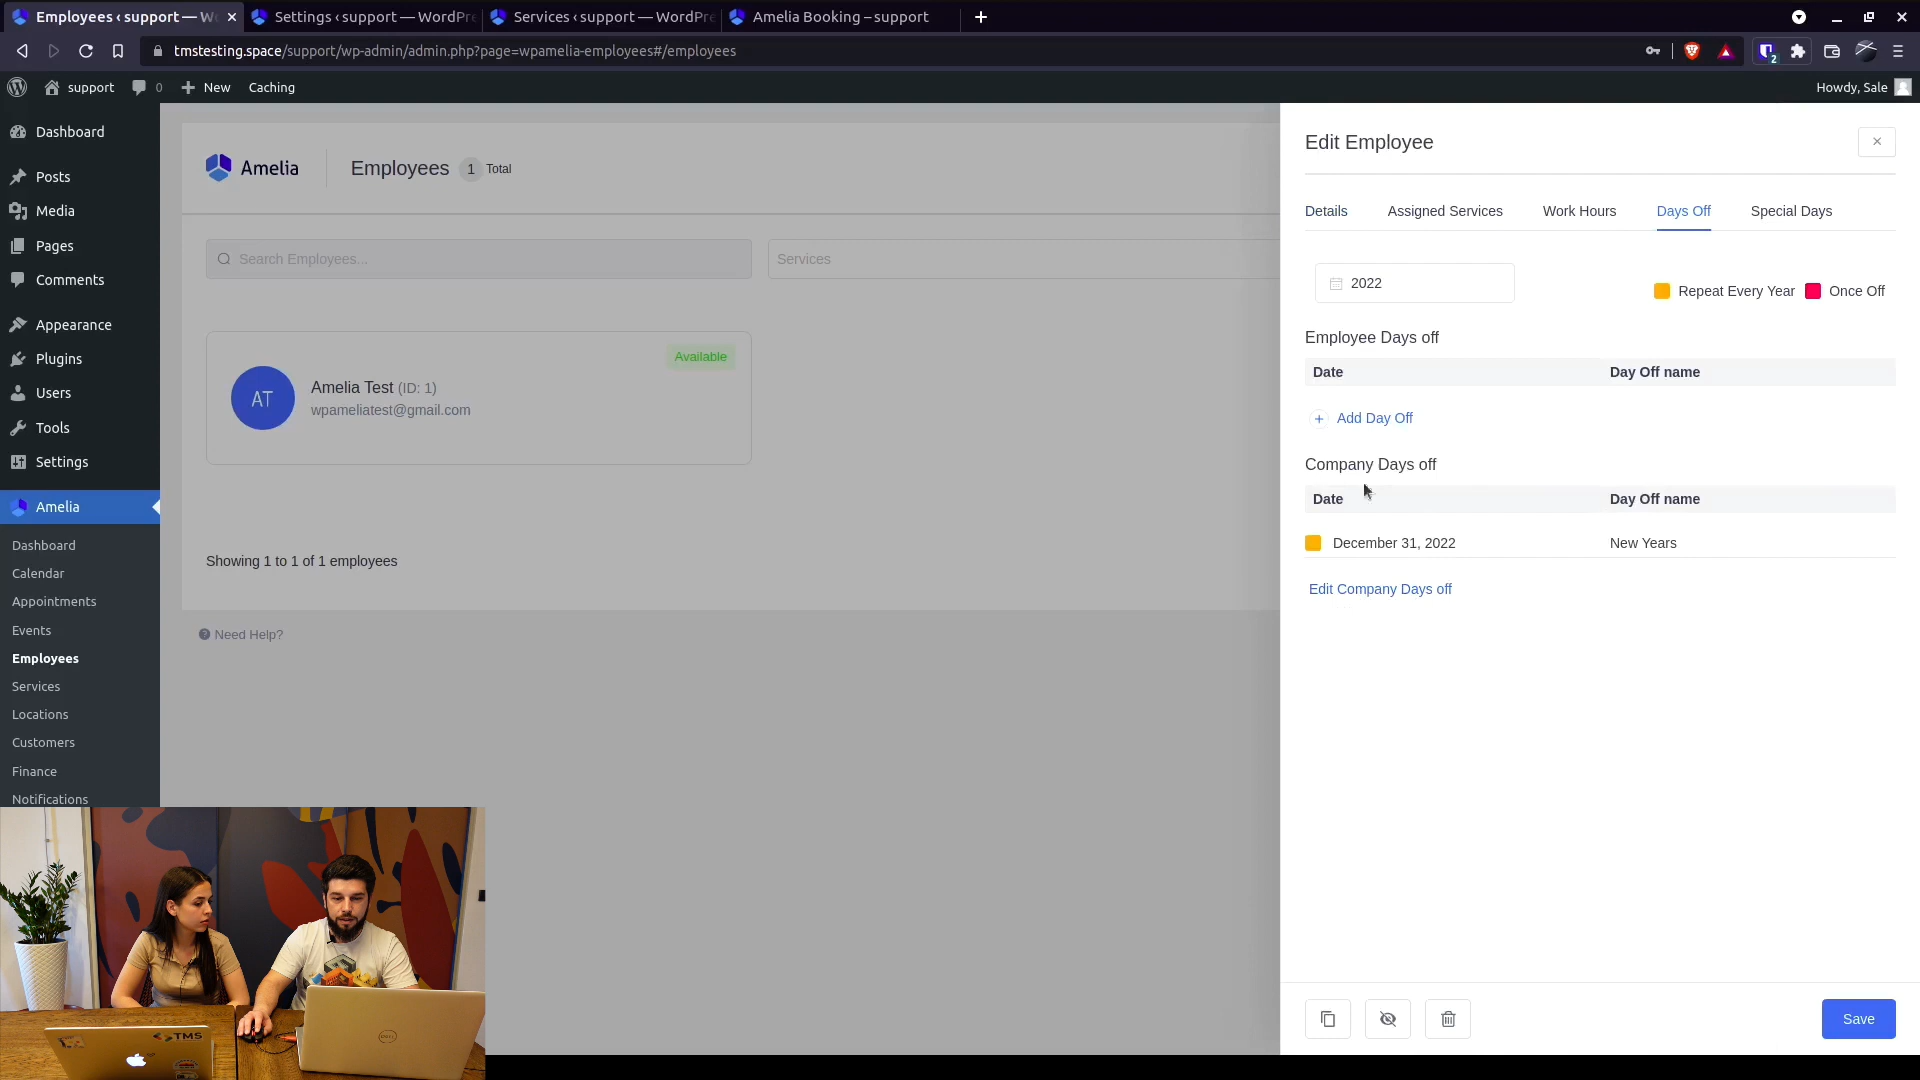 Employees ‹ support — W
Settings ‹ support — WordPre
Services ‹ support — WordPre
Amelia Booking – support
tmstesting.space/support/wp-admin/admin.php?page=wpamelia-employees#/employees
2
support
0
New
Caching
Howdy, Sale
Dashboard
Posts
Media
Pages
Comments
Appearance
Plugins
Users
Tools
Settings
Amelia
Dashboard
Calendar
Appointments
Events
Employees
Services
Locations
Customers
Finance
Notifications
Amelia
Employees 1 Total
Search Employees...
Services
Available
AT
Amelia Test (ID: 1)
wpameliatest@gmail.com
Showing 1 to 1 of 1 employees
? Need Help?
Edit Employee
Details
Assigned Services
Work Hours
Days Off
Special Days
2022
Repeat Every Year
Once Off
Employee Days off
Date
Day Off name
+ Add Day Off
Company Days off
Date
Day Off name
December 31, 2022
New Years
Edit Company Days off
Save
TMS
DELL